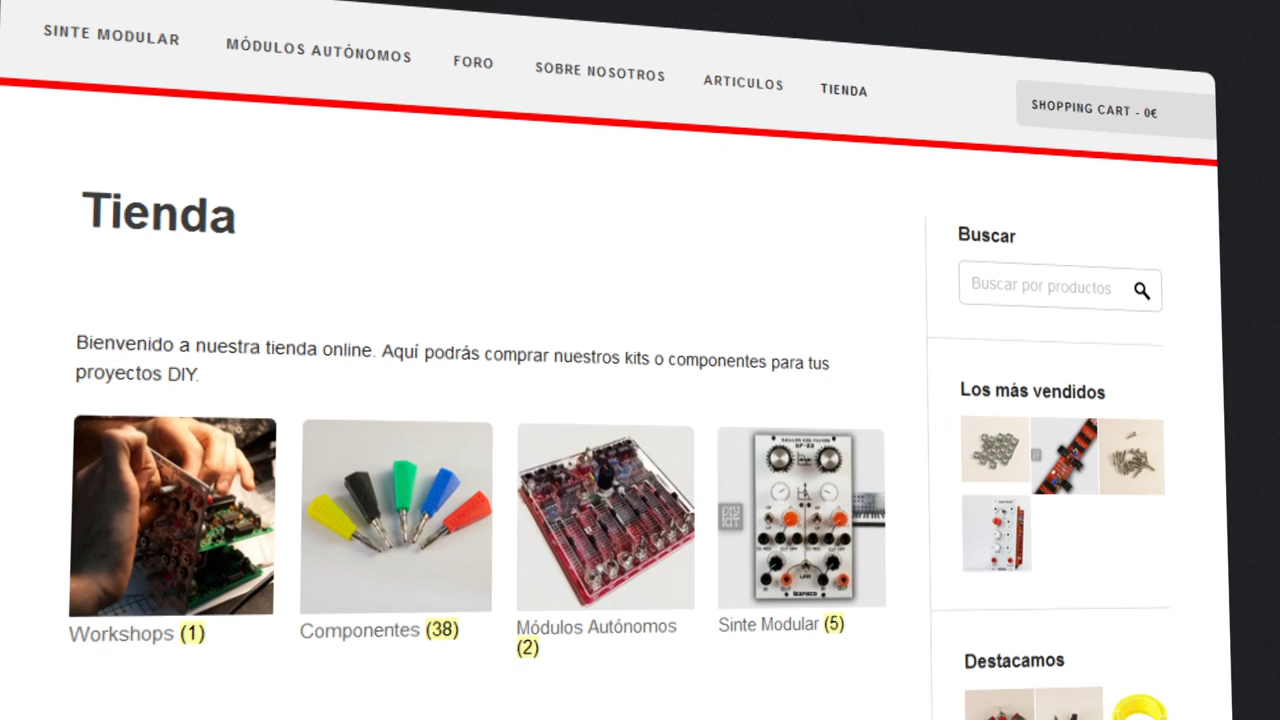 SINTE MODULAR
MÓDULOS AUTÓNOMOS
FORO
SOBRE NOSOTROS
ARTICULOS
TIENDA
SHOPPING CART - 0€
Tienda
Bienvenido a nuestra tienda online. Aquí podrás comprar nuestros kits o componentes para tus
proyectos DIY.
Workshops (1)
Componentes (38)
Módulos Autónomos
(2)
DIY
KIT
Sinte Modular (5)
Buscar
Buscar por productos
Los más vendidos
Destacamos